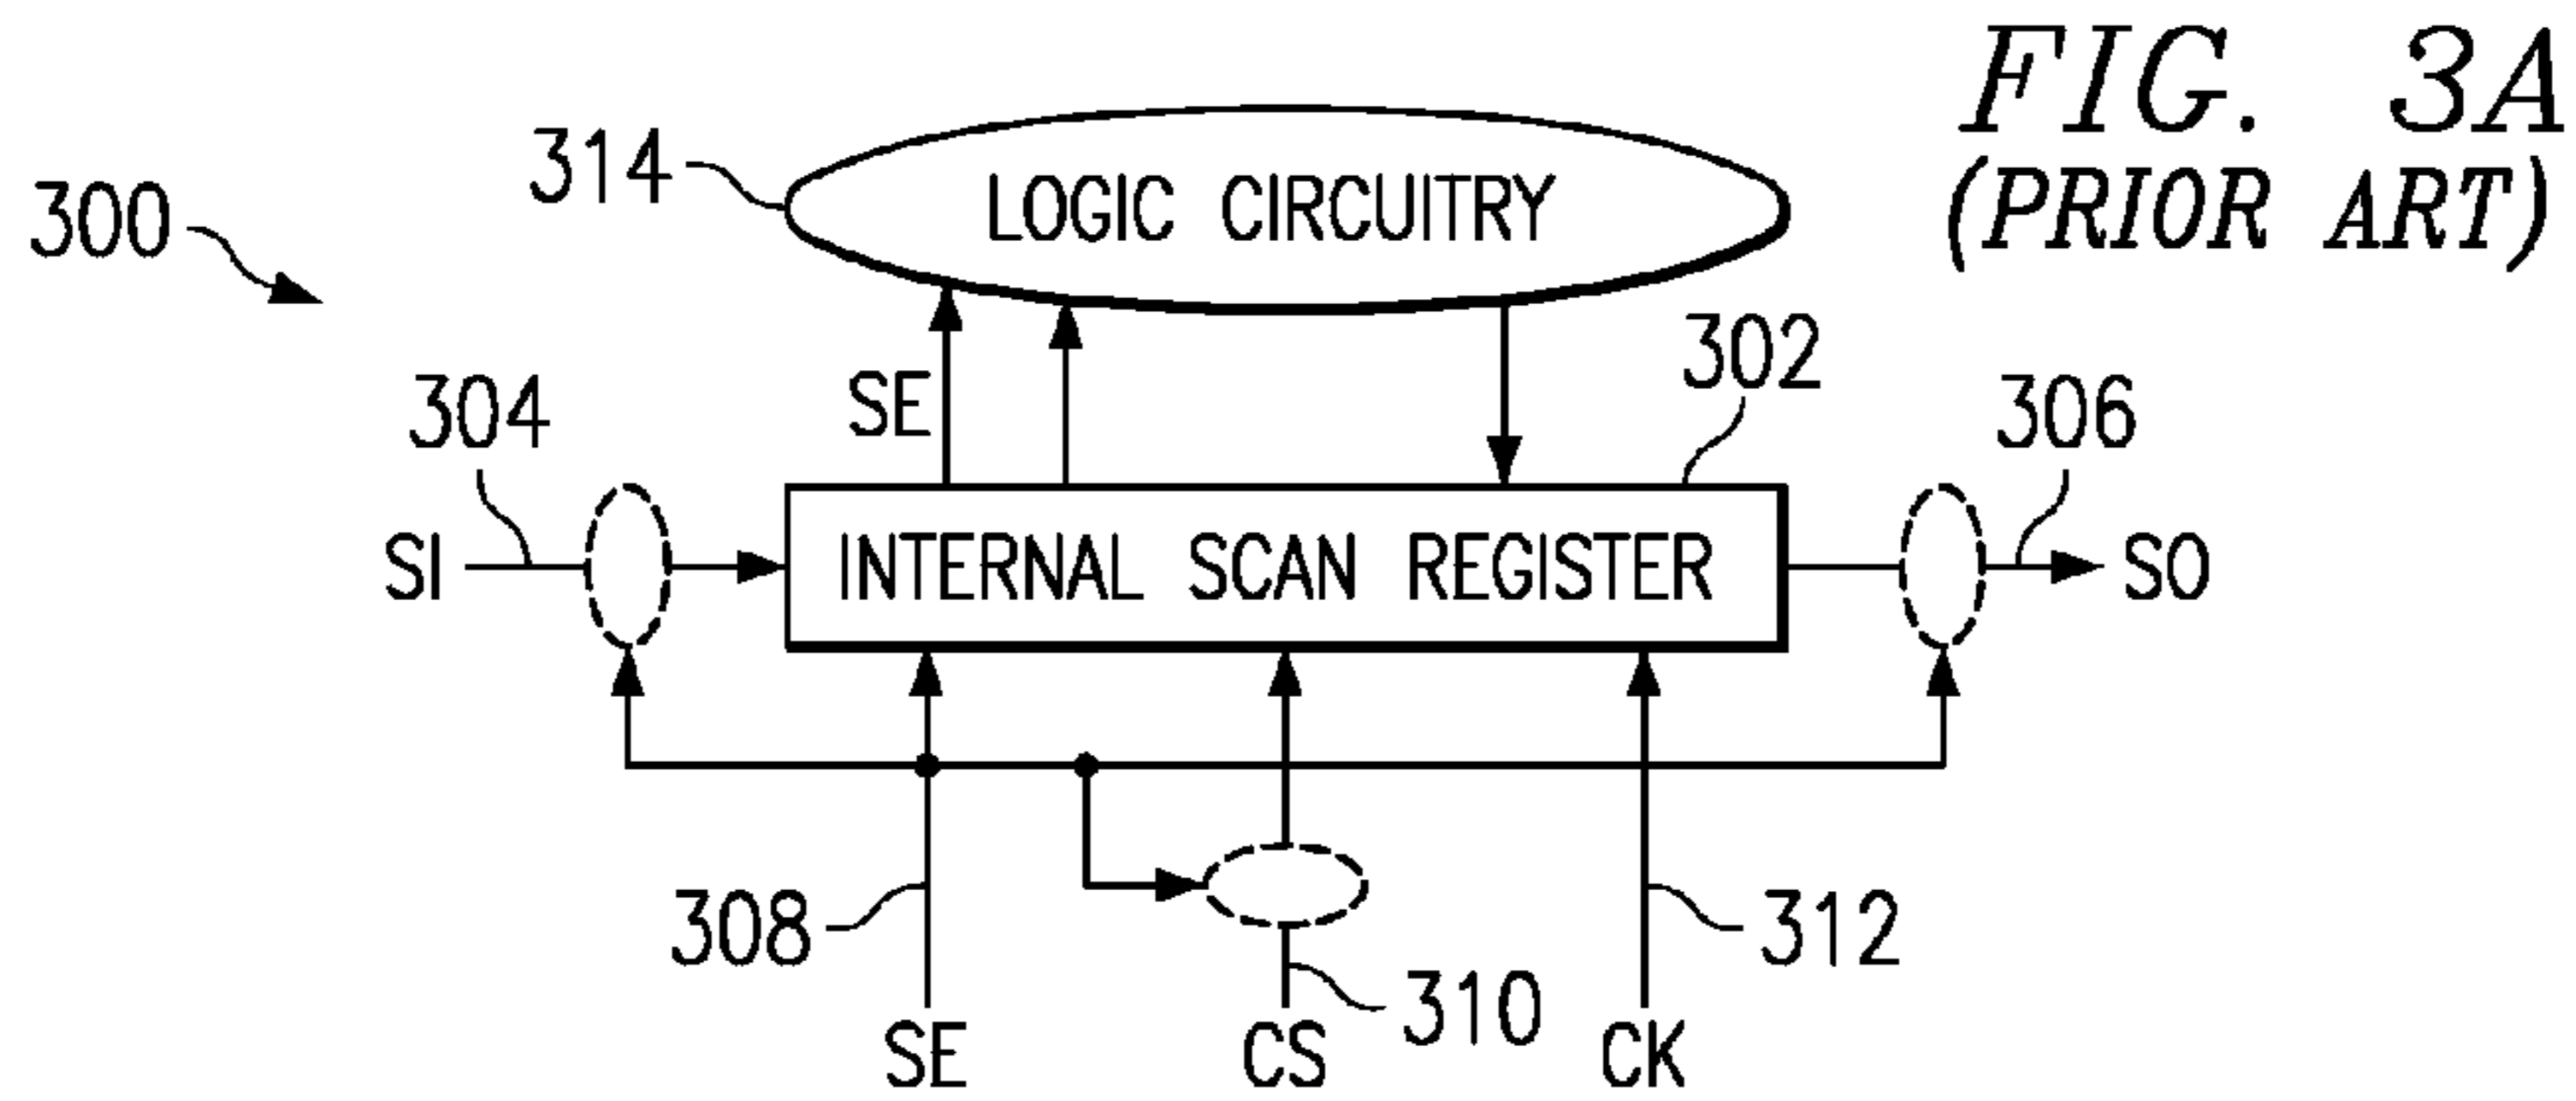 FIG. 3A
(PRIOR ART)
314
LOGIC CIRCUITRY
300
302
SE
304
306
SI
INTERNAL SCAN REGISTER
SO
308
312
310
SE
CS
CK